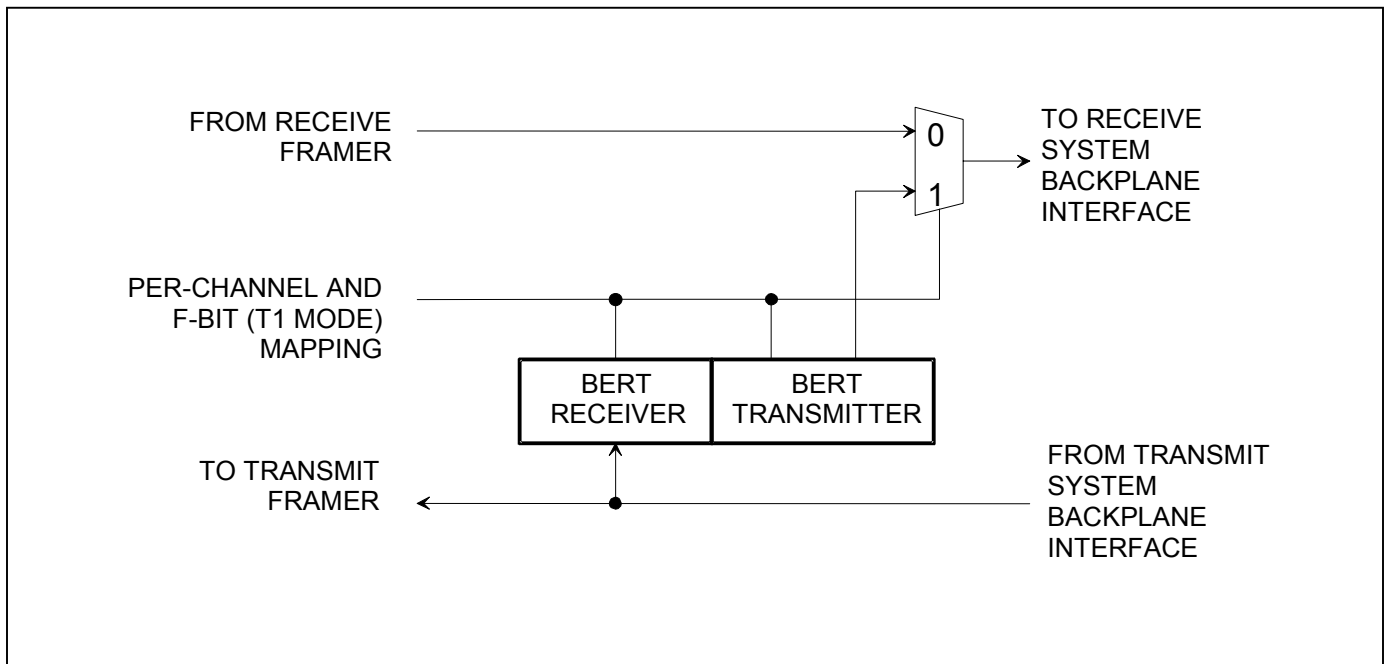 FROM RECEIVE
FRAMER
0
1
TO RECEIVE
SYSTEM
BACKPLANE
INTERFACE
PER-CHANNEL AND
F-BIT (T1 MODE)
MAPPING
BERT
RECEIVER
BERT
TRANSMITTER
TO TRANSMIT
FRAMER
FROM TRANSMIT
SYSTEM
BACKPLANE
INTERFACE